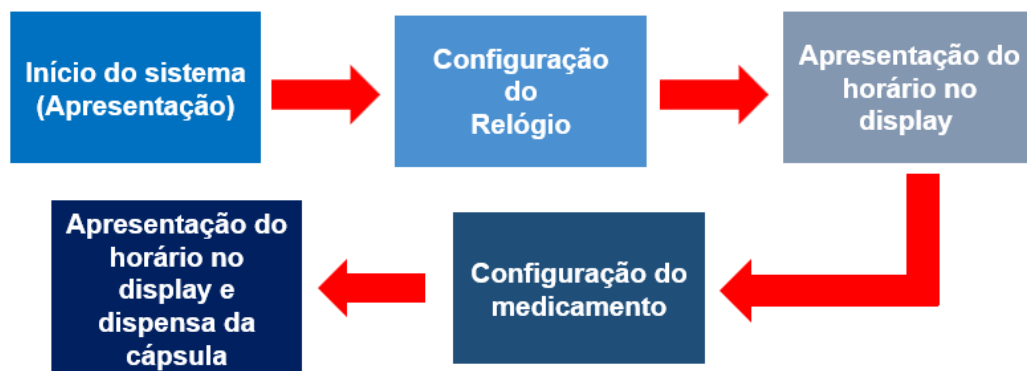 Início do sistema
(Apresentação)
Configuração
do
Relógio
Apresentação do
horário no
display
Configuração do
medicamento
Apresentação do
horário no
display e
dispensa da
cápsula